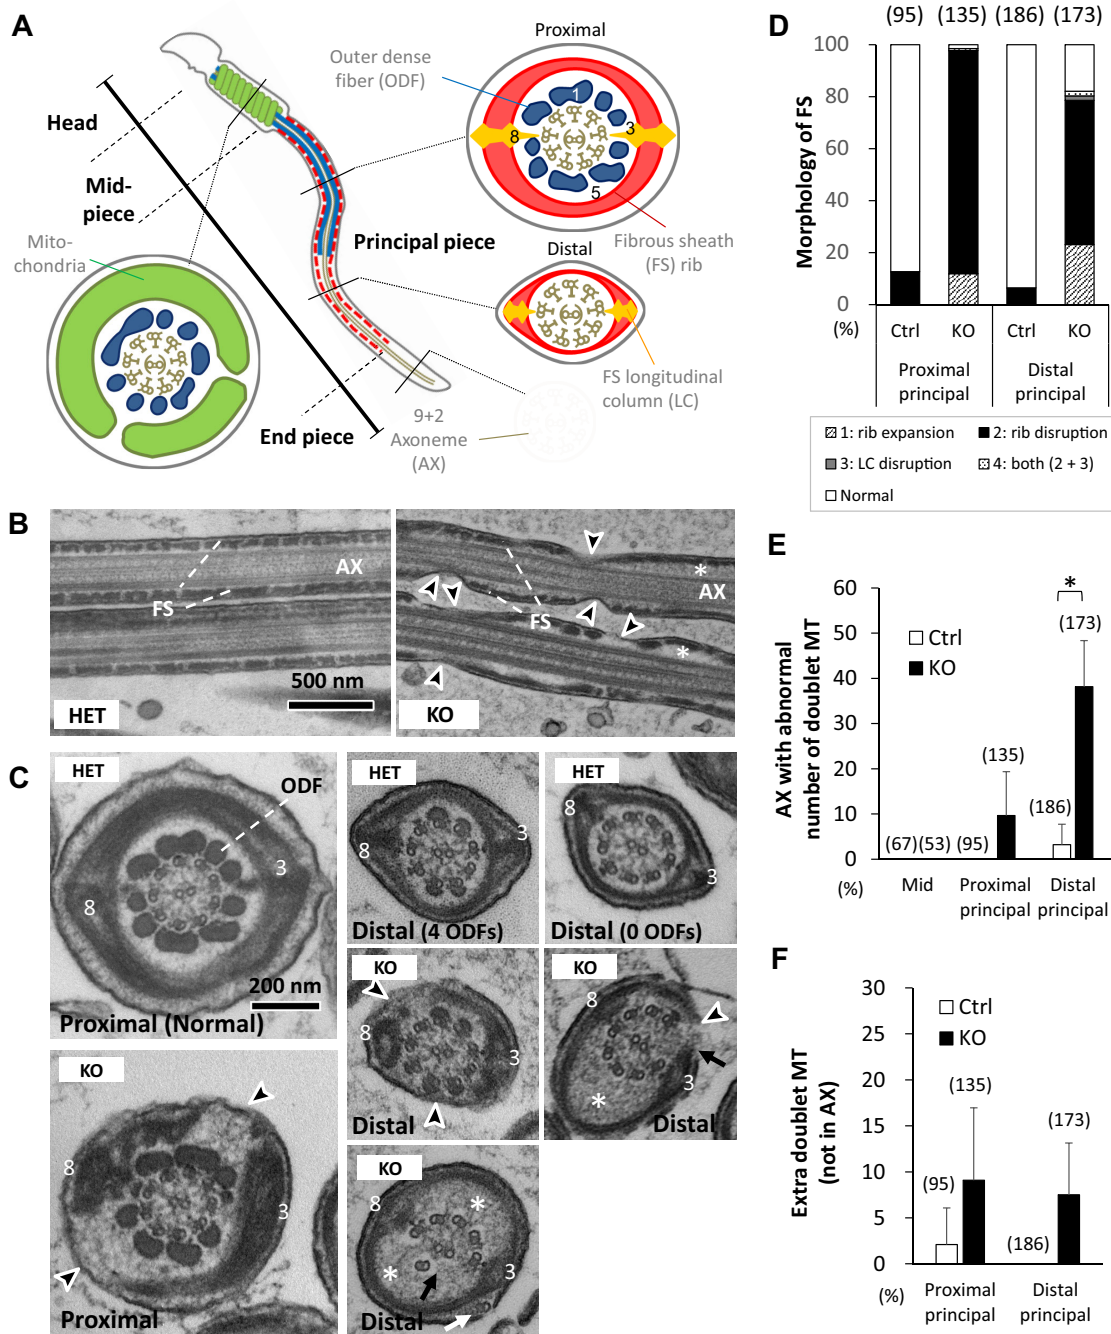 A
Proximal
Outer dense
fiber (ODF)
1
3
8
5
Head
Mid-
piece
Principal piece
Fibrous sheath
(FS) rib
Mito-
chondria
Distal
FS longitudinal
column (LC)
9+2
Axoneme
(AX)
End piece
B
AX
FS
HET
500 nm
AX
FS
*
*
KO
C
HET
ODF
8
3
200 nm
Proximal (Normal)
HET
8
3
Distal (4 ODFs)
HET
8
3
Distal (0 ODFs)
KO
8
3
Proximal
KO
8
3
Distal
KO
8
3
*
Distal
KO
8
*
*
3
Distal
D
(95) (135) (186) (173)
Morphology of FS
100
80
60
40
20
0
(%)
Ctrl KO Ctrl KO
Proximal
principal
Distal
principal
1: rib expansion
2: rib disruption
3: LC disruption
4: both (2 + 3)
Normal
E
AX with abnormal
number of doublet MT
60
50
40
30
20
10
0
(%)
Ctrl
KO
*
(173)
(135)
(186)
(67)(53) (95)
Mid
Proximal
principal
Distal
principal
F
Extra doublet MT
(not in AX)
30
25
20
15
10
5
0
(%)
Ctrl
KO
(135)
(173)
(95)
(186)
Proximal
principal
Distal
principal